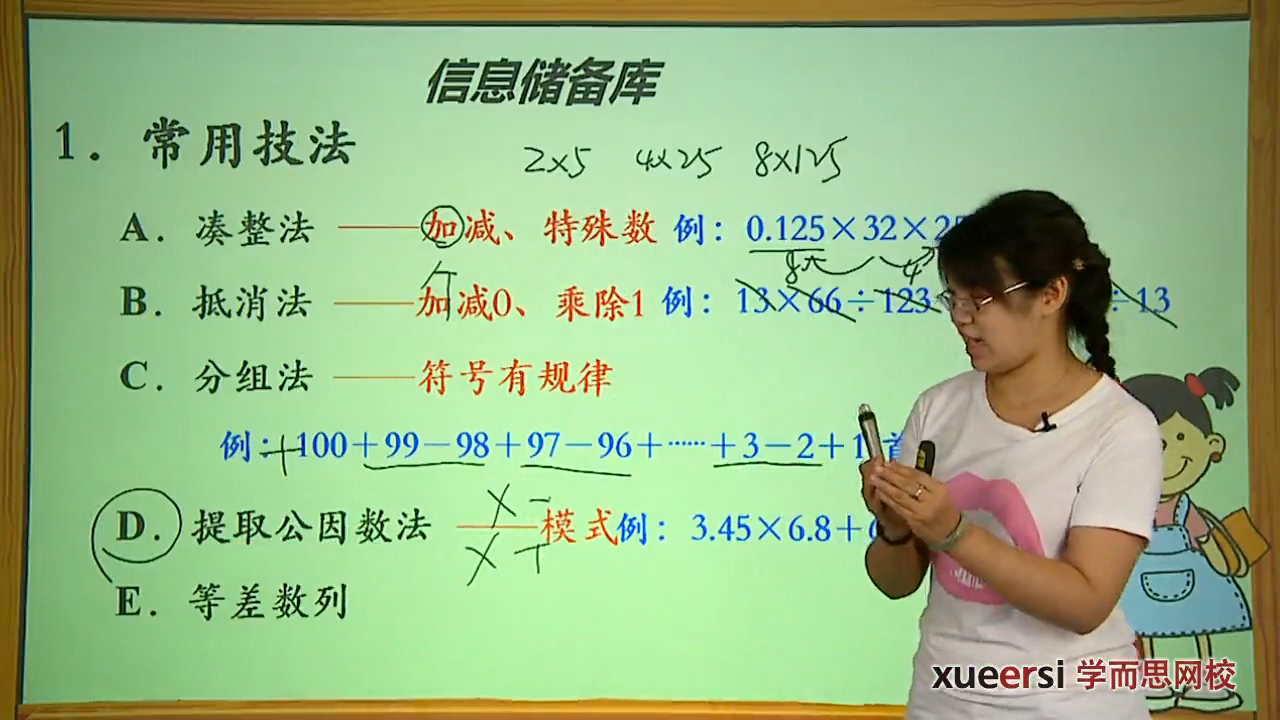 信息储备库
1. 常用技法
2×5 4×25 8×125
A. 凑整法 ——加减、特殊数 例：0.125×32×25
8 4
B. 抵消法 ——加减0、乘除1 例：13×66÷123 ÷13
C. 分组法 ——符号有规律
例：+100+99－98+97－96+……+3－2+1
× －
D. 提取公因数法 ——模式例：3.45×6.8+
× +
E. 等差数列
xueersi 学而思网校